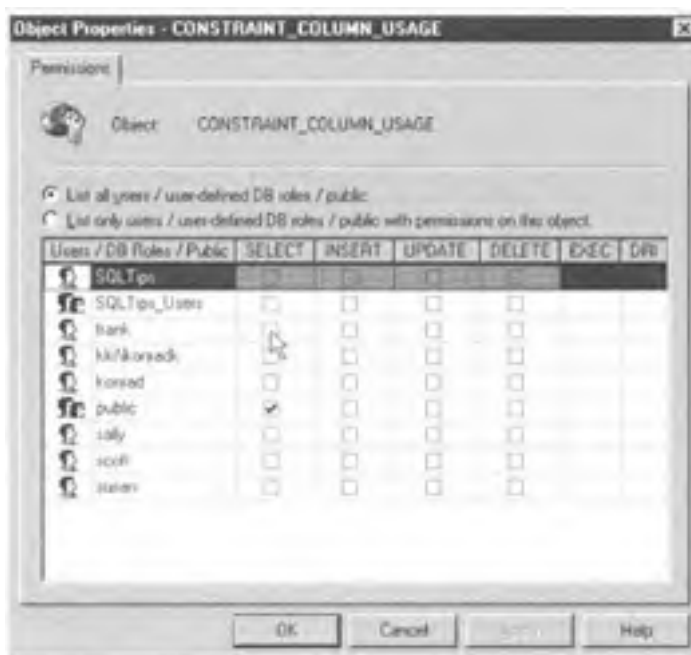 Object Properties - CONSTRAINT_COLUMN_USAGE
Permissions
Object: CONSTRAINT_COLUMN_USAGE
List all users / user-defined DB roles / public
List only users / user-defined DB roles / public with permissions on this object.
Users / DB Roles / Public SELECT INSERT UPDATE DELETE EXEC DRI
SQLTips
SQLTips_Users
frank
konrad
public
sally
scott
susan
OK Cancel Apply Help